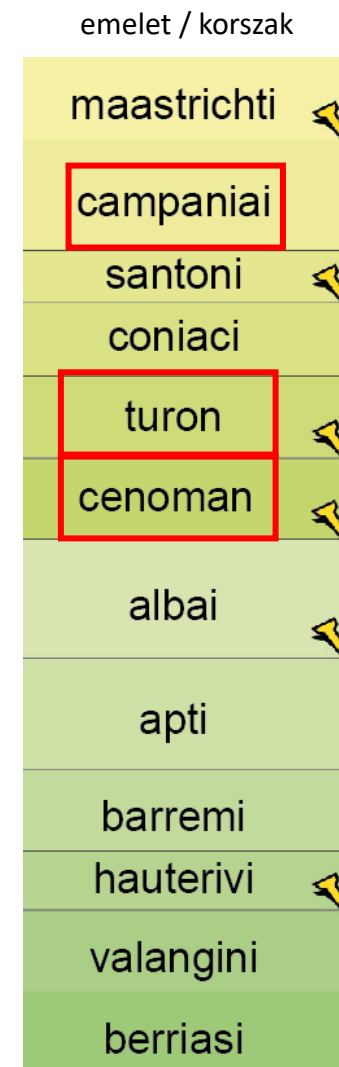 emelet / korszak
maastrichti
campaniai
santoni
coniaci
turon
cenoman
albai
apti
barremi
hauterivi
valangini
berriasi